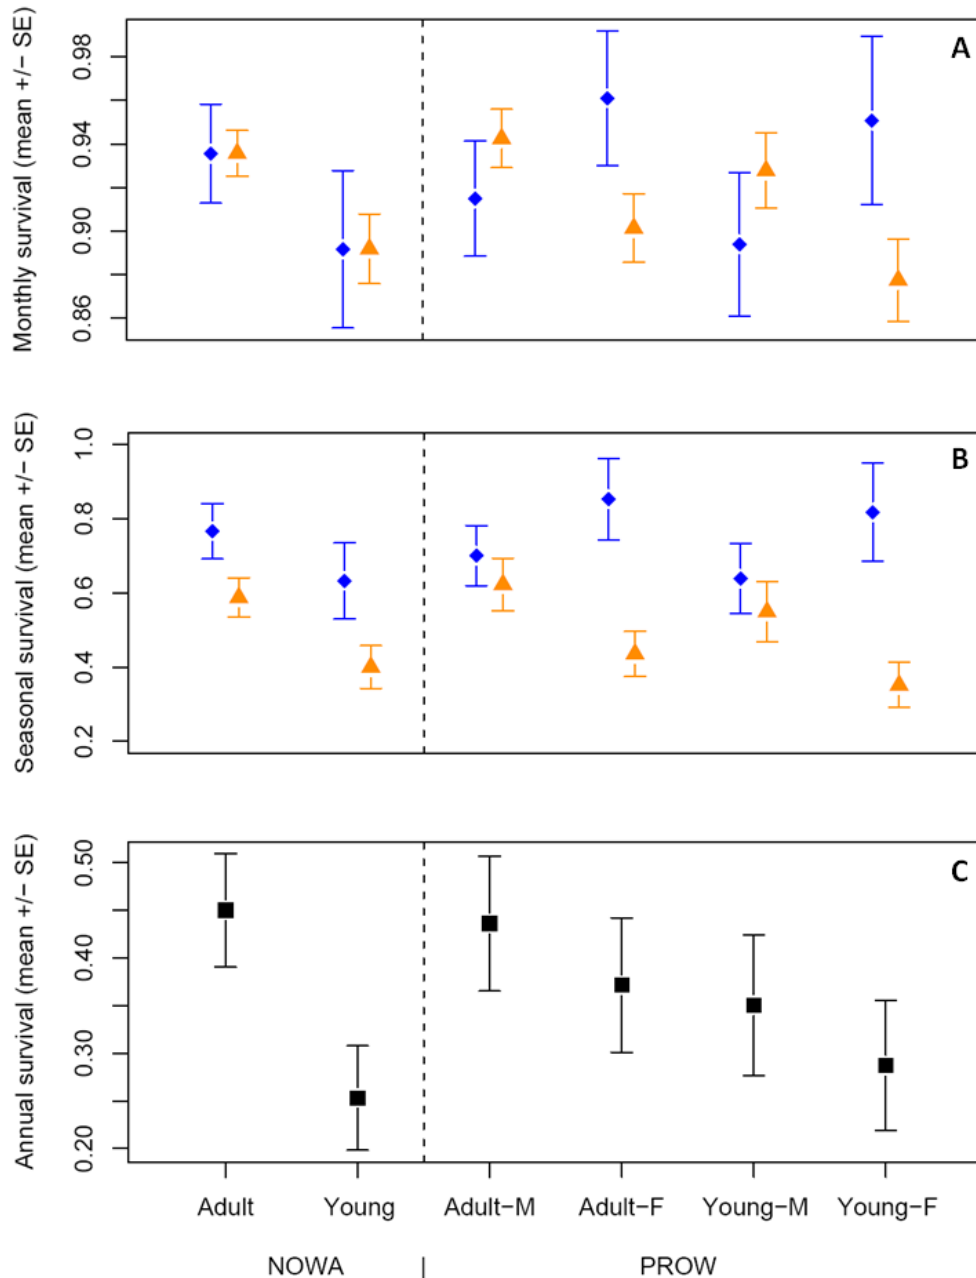 A
Monthly survival (mean +/− SE)
0.98
0.94
0.90
0.86
B
Seasonal survival (mean +/− SE)
1.0
0.8
0.6
0.4
0.2
C
Annual survival (mean +/− SE)
0.50
0.40
0.30
0.20
Adult Young Adult−M Adult−F Young−M Young−F
NOWA | PROW